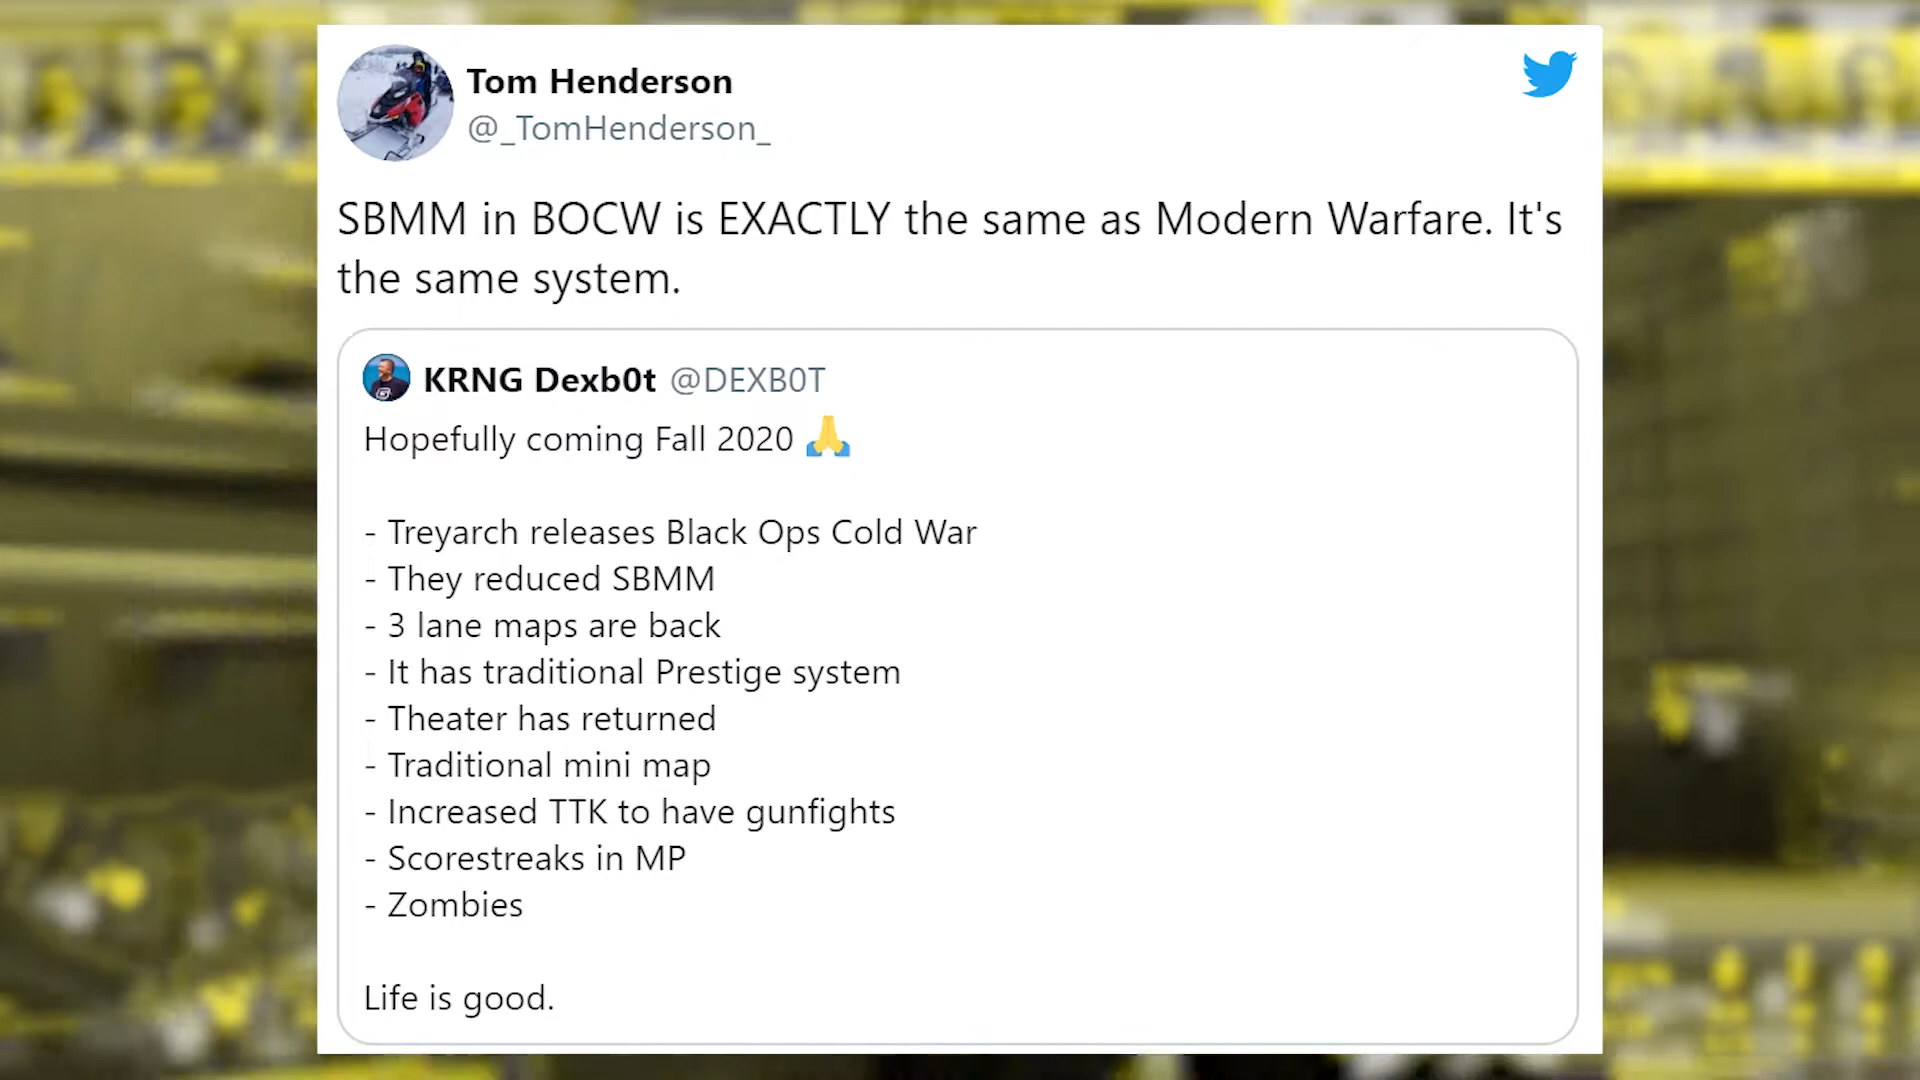 Tom Henderson
@_TomHenderson_
SBMM in BOCW is EXACTLY the same as Modern Warfare. It's
the same system.
KRNG Dexb0t @DEXB0T
Hopefully coming Fall 2020 🙏
- Treyarch releases Black Ops Cold War
- They reduced SBMM
- 3 lane maps are back
- It has traditional Prestige system
- Theater has returned
- Traditional mini map
- Increased TTK to have gunfights
- Scorestreaks in MP
- Zombies
Life is good.